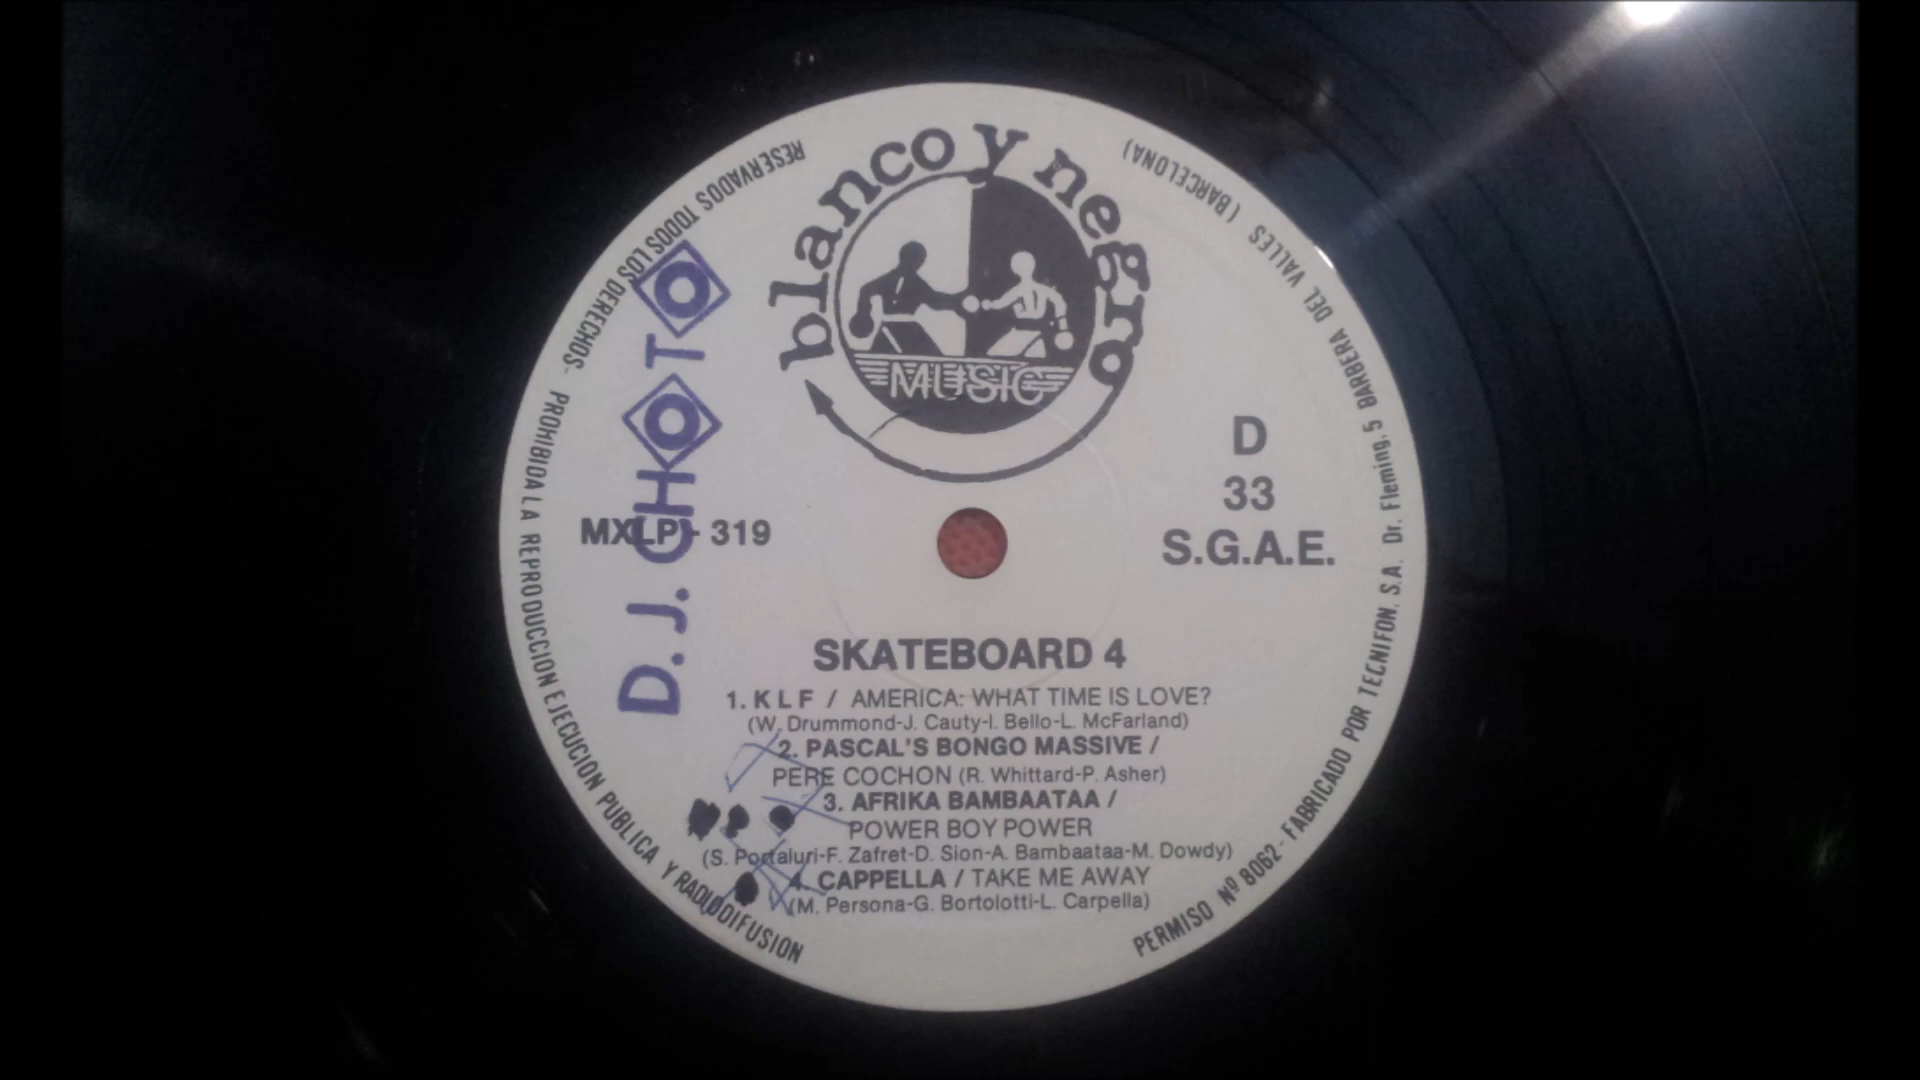 blanco y negro
MUSIC
D. J. CHOTO
MXLP - 319
D
33
S.G.A.E.
SKATEBOARD 4
1. K L F / AMERICA: WHAT TIME IS LOVE?
(W. Drummond-J. Cauty-I. Bello-L. McFarland)
2. PASCAL'S BONGO MASSIVE /
PERE COCHON (R. Whittard-P. Asher)
3. AFRIKA BAMBAATAA /
POWER BOY POWER
(S. Portaluri-F. Zafret-D. Sion-A. Bambaataa-M. Dowdy)
4. CAPPELLA / TAKE ME AWAY
(M. Persona-G. Bortolotti-L. Carpella)
RESERVADOS TODOS LOS DERECHOS- PROHIBIDA LA REPRODUCCION EJECUCION PUBLICA Y RADIODIFUSION
PERMISO Nº 8062- FABRICADO POR TECNIFON, S.A. Dr. Fleming, 5 BARBERA DEL VALLES (BARCELONA)